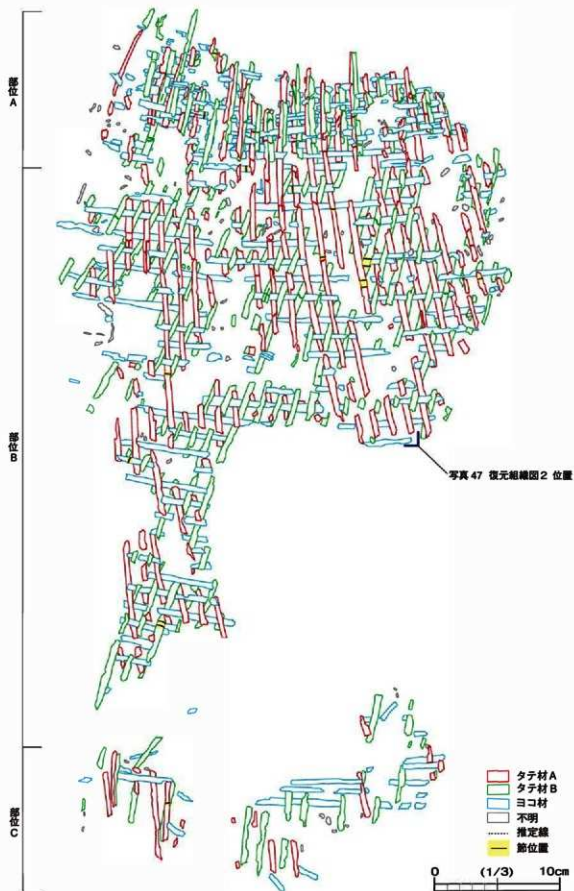 部位A
部位B
写真47 復元組織図2 位置
部位C
タテ材A
タテ材B
ヨコ材
不明
推定線
節位置
0 (1/3) 10cm